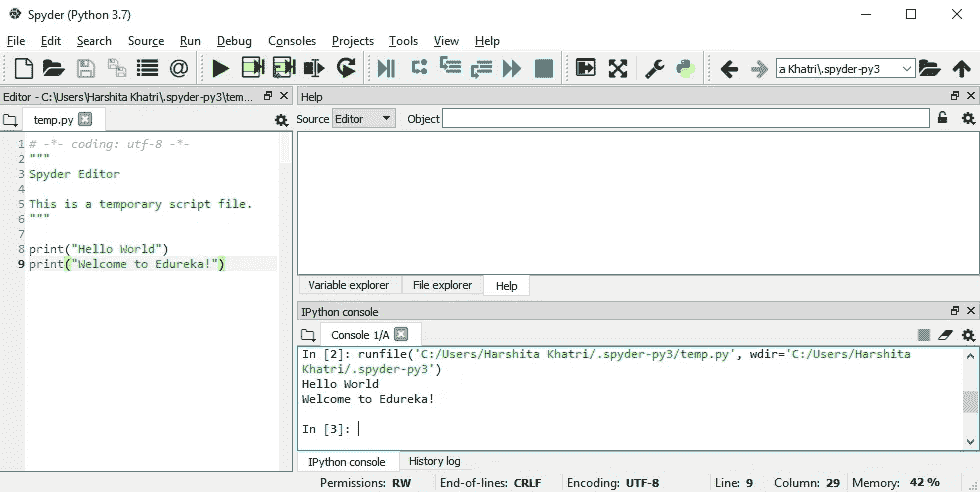 Spyder (Python 3.7)
File Edit Search Source Run Debug Consoles Projects Tools View Help
a Khatri\.spyder-py3
Editor - C:\Users\Harshita Khatri\.spyder-py3\tem...
temp.py
1 # -*- coding: utf-8 -*-
2 """
3 Spyder Editor
4
5 This is a temporary script file.
6 """
7
8 print("Hello World")
9 print("Welcome to Edureka!")
Help
Source Editor Object
Variable explorer File explorer Help
IPython console
Console 1/A
In [2]: runfile('C:/Users/Harshita Khatri/.spyder-py3/temp.py', wdir='C:/Users/Harshita
Khatri/.spyder-py3')
Hello World
Welcome to Edureka!
In [3]:
IPython console History log
Permissions: RW End-of-lines: CRLF Encoding: UTF-8 Line: 9 Column: 29 Memory: 42 %